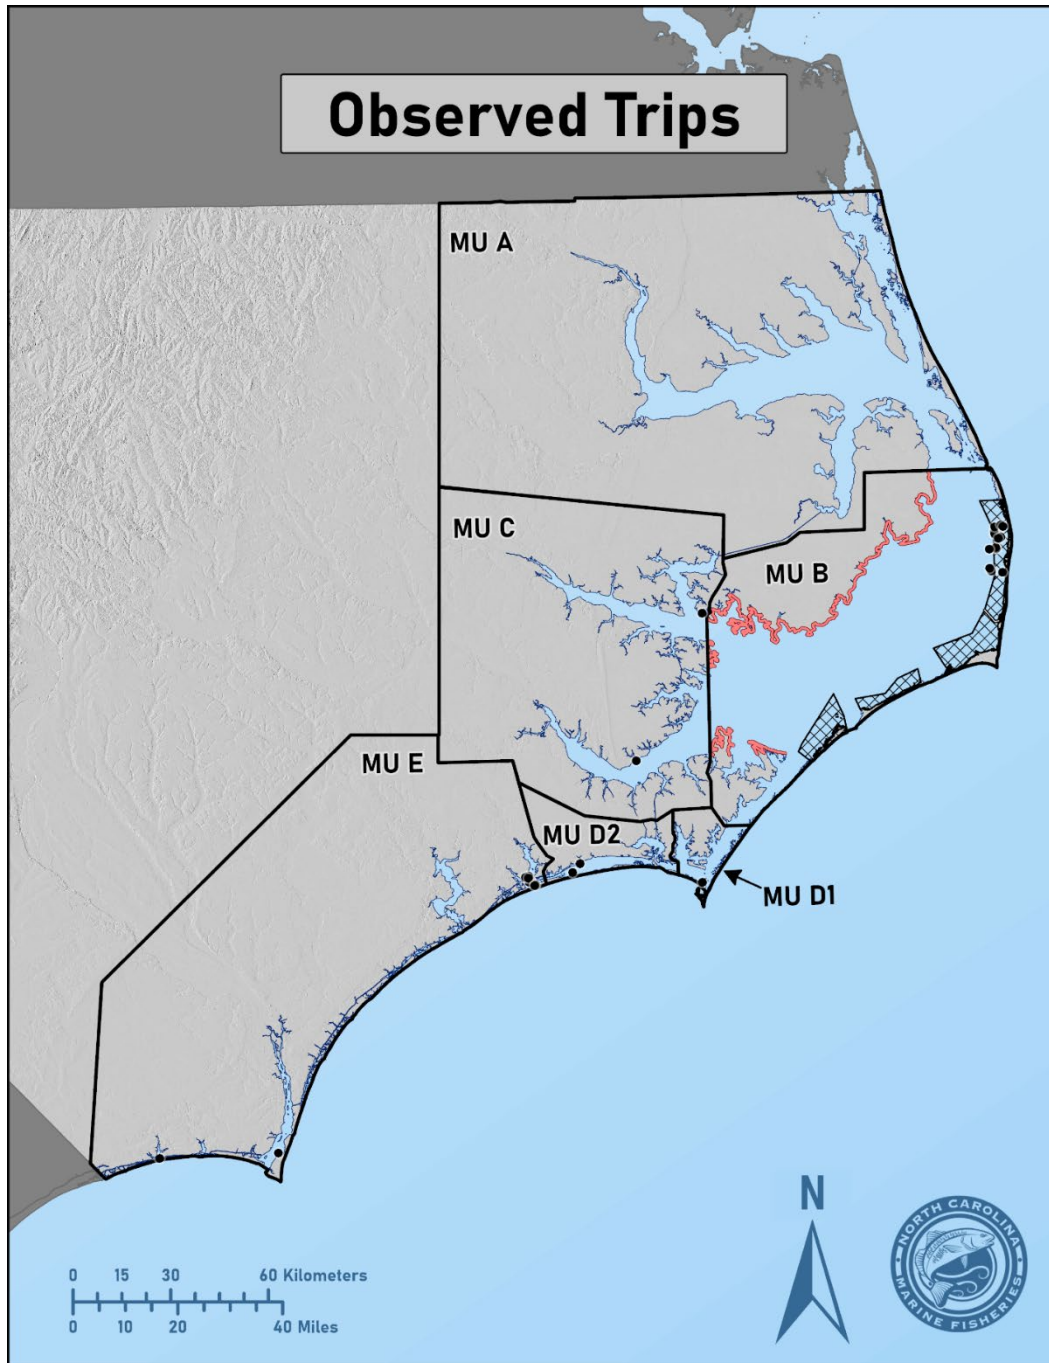 Observed Trips
MU A
MU C
MU B
MU E
MU D2
MU D1
N
NORTH CAROLINA
MARINE FISHERIES
0 15 30 60 Kilometers
0 10 20 40 Miles